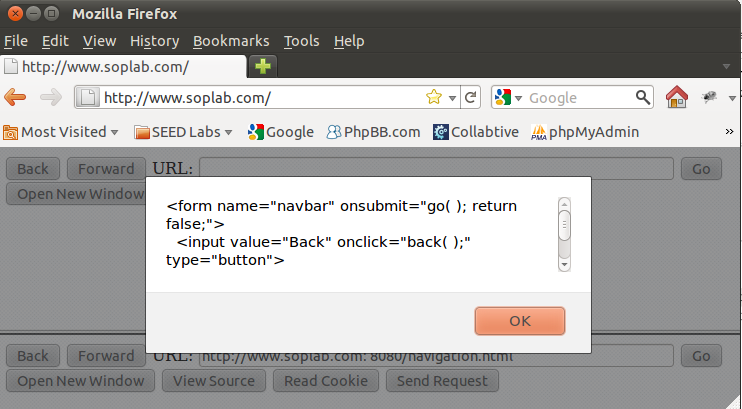 Mozilla Firefox
File Edit View History Bookmarks Tools Help
http://www.soplab.com/
http://www.soplab.com/ Google
Most Visited SEED Labs Google PhpBB.com Collabtive PMA phpMyAdmin »
Back Forward URL: Go
Open New Window
<form name="navbar" onsubmit="go( ); return
false;">
<input value="Back" onclick="back( );"
type="button">
OK
Back Forward URL: http://www.soplab.com: 8080/navigation.html Go
Open New Window View Source Read Cookie Send Request